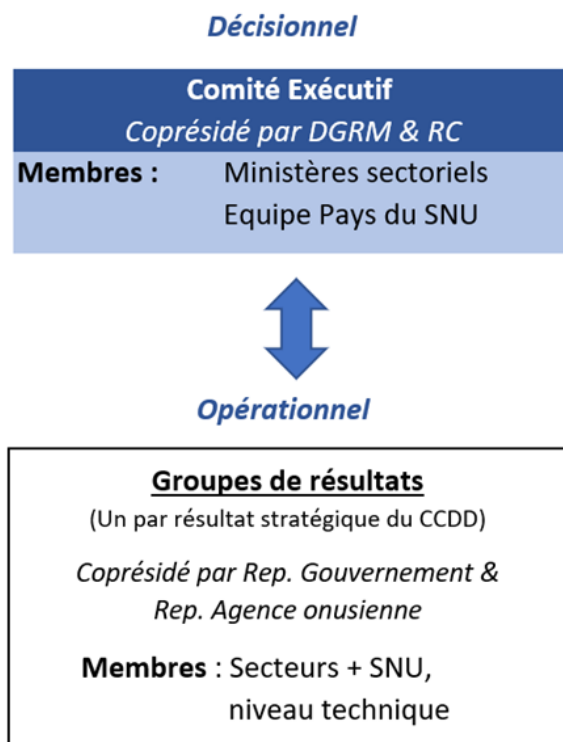 Décisionnel
Comité Exécutif
Coprésidé par DGRM & RC
Membres : Ministères sectoriels
Equipe Pays du SNU
Opérationnel
Groupes de résultats
(Un par résultat stratégique du CCDD)
Coprésidé par Rep. Gouvernement &
Rep. Agence onusienne
Membres : Secteurs + SNU,
niveau technique